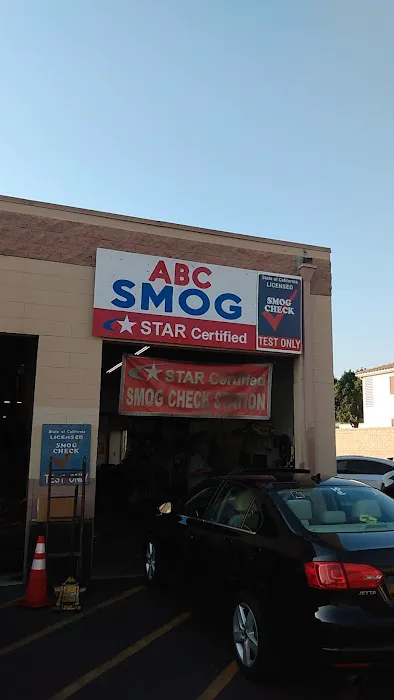 ABC
SMOG
STAR Certified
State of California
LICENSED
SMOG
CHECK
TEST ONLY
STAR Certified
SMOG CHECK STATION
State of California
LICENSED
SMOG
CHECK
TEST ONLY
JETTA